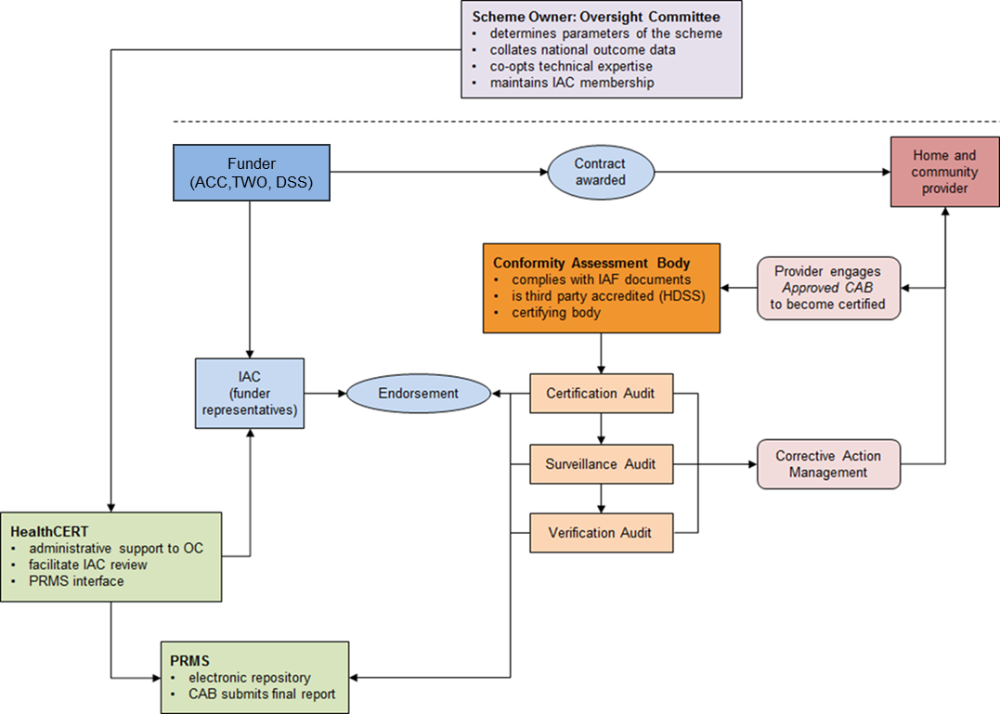 Scheme Owner: Oversight Committee
• determines parameters of the scheme
• collates national outcome data
• co-opts technical expertise
• maintains IAC membership
Funder
(ACC,TWO, DSS)
Contract
awarded
Home and
community
provider
Conformity Assessment Body
• complies with IAF documents
• is third party accredited (HDSS)
• certifying body
Provider engages
Approved CAB
to become certified
IAC
(funder
representatives)
Endorsement
Certification Audit
Surveillance Audit
Verification Audit
Corrective Action
Management
HealthCERT
• administrative support to OC
• facilitate IAC review
• PRMS interface
PRMS
• electronic repository
• CAB submits final report